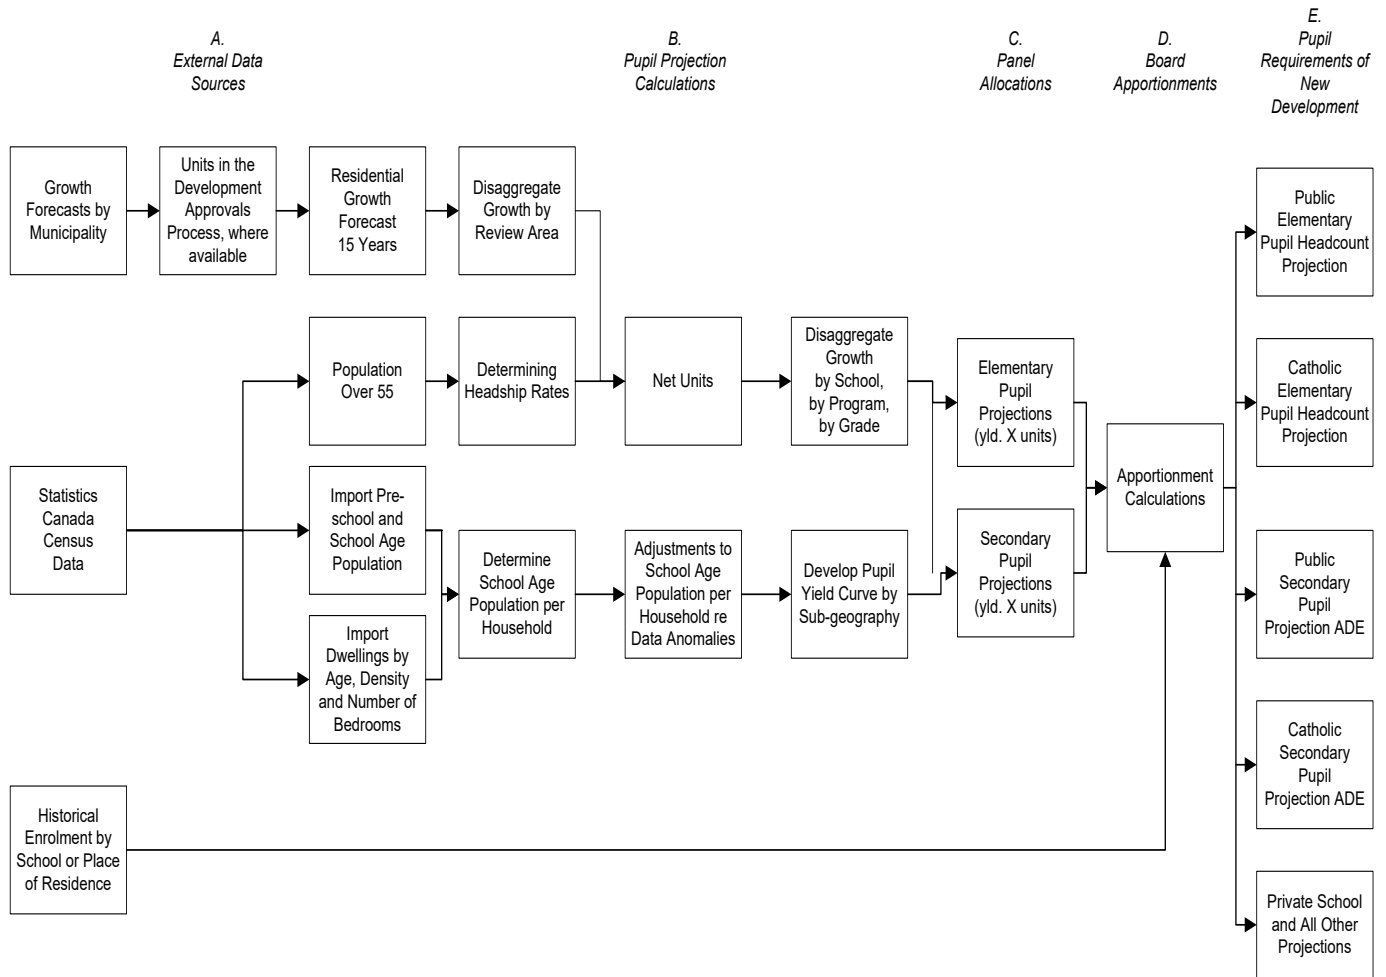 A.
External Data
Sources
B.
Pupil Projection
Calculations
C.
Panel
Allocations
D.
Board
Apportionments
E.
Pupil
Requirements of
New
Development
Growth
Forecasts by
Municipality
Units in the
Development
Approvals
Process, where
available
Residential
Growth
Forecast
15 Years
Disaggregate
Growth by
Review Area
Public
Elementary
Pupil Headcount
Projection
Population
Over 55
Determining
Headship Rates
Net Units
Disaggregate
Growth
by School,
by Program,
by Grade
Elementary
Pupil
Projections
(yld. X units)
Catholic
Elementary
Pupil Headcount
Projection
Statistics
Canada
Census
Data
Import Pre-
school and
School Age
Population
Determine
School Age
Population per
Household
Adjustments to
School Age
Population per
Household re
Data Anomalies
Develop Pupil
Yield Curve by
Sub-geography
Secondary
Pupil
Projections
(yld. X units)
Apportionment
Calculations
Public
Secondary
Pupil
Projection ADE
Import
Dwellings by
Age, Density
and Number of
Bedrooms
Catholic
Secondary
Pupil
Projection ADE
Historical
Enrolment by
School or Place
of Residence
Private School
and All Other
Projections